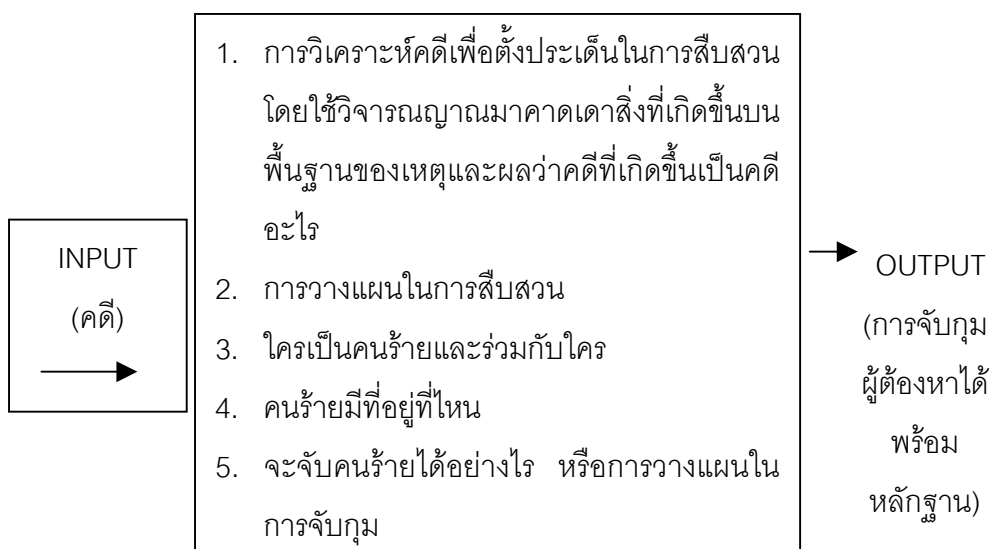 INPUT
(คดี)
1. การวิเคราะห์คดีเพื่อตั้งประเด็นในการสืบสวน
โดยใช้วิจารณญาณมาคาดเดาสิ่งที่เกิดขึ้นบน
พื้นฐานของเหตุและผลว่าคดีที่เกิดขึ้นเป็นคดี
อะไร
2. การวางแผนในการสืบสวน
3. ใครเป็นคนร้ายและร่วมกับใคร
4. คนร้ายมีที่อยู่ที่ไหน
5. จะจับคนร้ายได้อย่างไร หรือการวางแผนใน
การจับกุม
OUTPUT
(การจับกุม
ผู้ต้องหาได้
พร้อม
หลักฐาน)